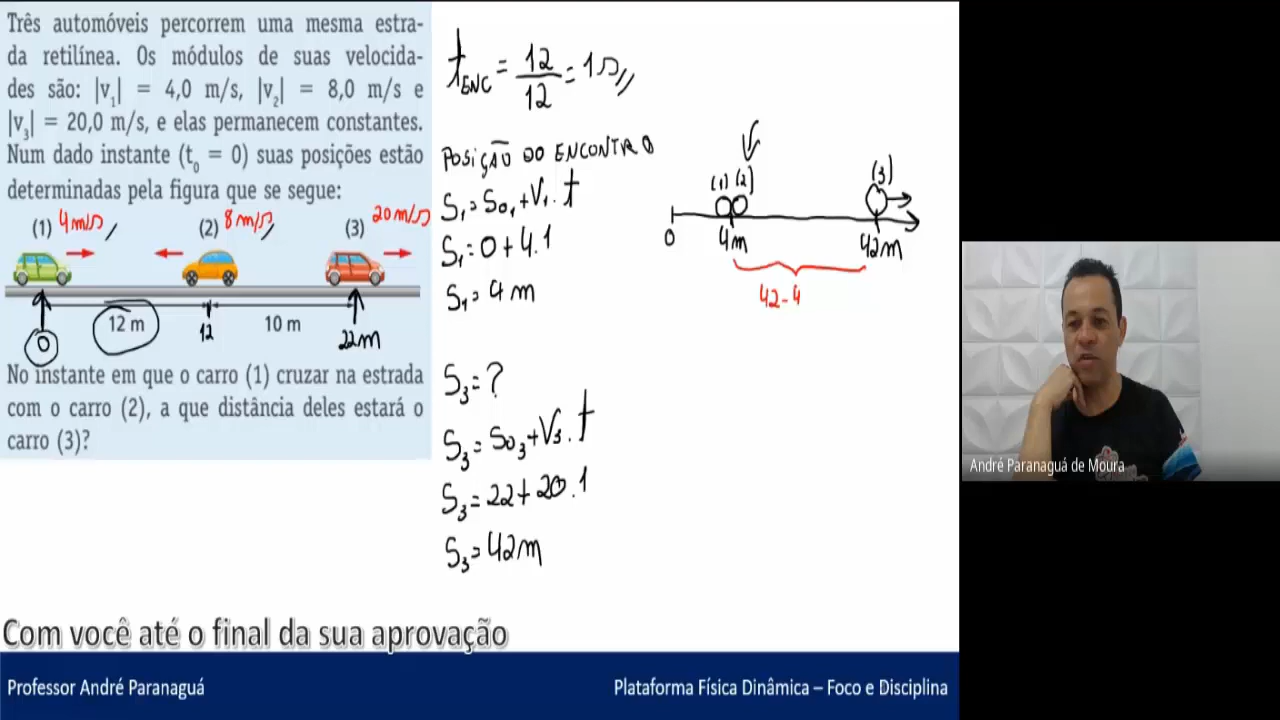 Três automóveis percorrem uma mesma estra-
da retilínea. Os módulos de suas velocida-
des são: |v₁| = 4,0 m/s, |v₂| = 8,0 m/s e
|v₃| = 20,0 m/s, e elas permanecem constantes.
Num dado instante (t₀ = 0) suas posições estão
determinadas pela figura que se segue:
(1) 4m/s (2) 8m/s (3) 20m/s
12 m 10 m
0 12 22m
No instante em que o carro (1) cruzar na estrada
com o carro (2), a que distância deles estará o
carro (3)?
tENC = 12/12 = 1s//
POSIÇÃO DO ENCONTRO
S₁ = S0₁ + V₁ . t
S₁ = 0 + 4.1
S₁ = 4 m
S₃ = ?
S₃ = S0₃ + V₃ . t
S₃ = 22 + 20 . 1
S₃ = 42m
(1) (2) (3)
0 4m 42m
42-4
André Paranaguá de Moura
Com você até o final da sua aprovação
Professor André Paranaguá Plataforma Física Dinâmica – Foco e Disciplina